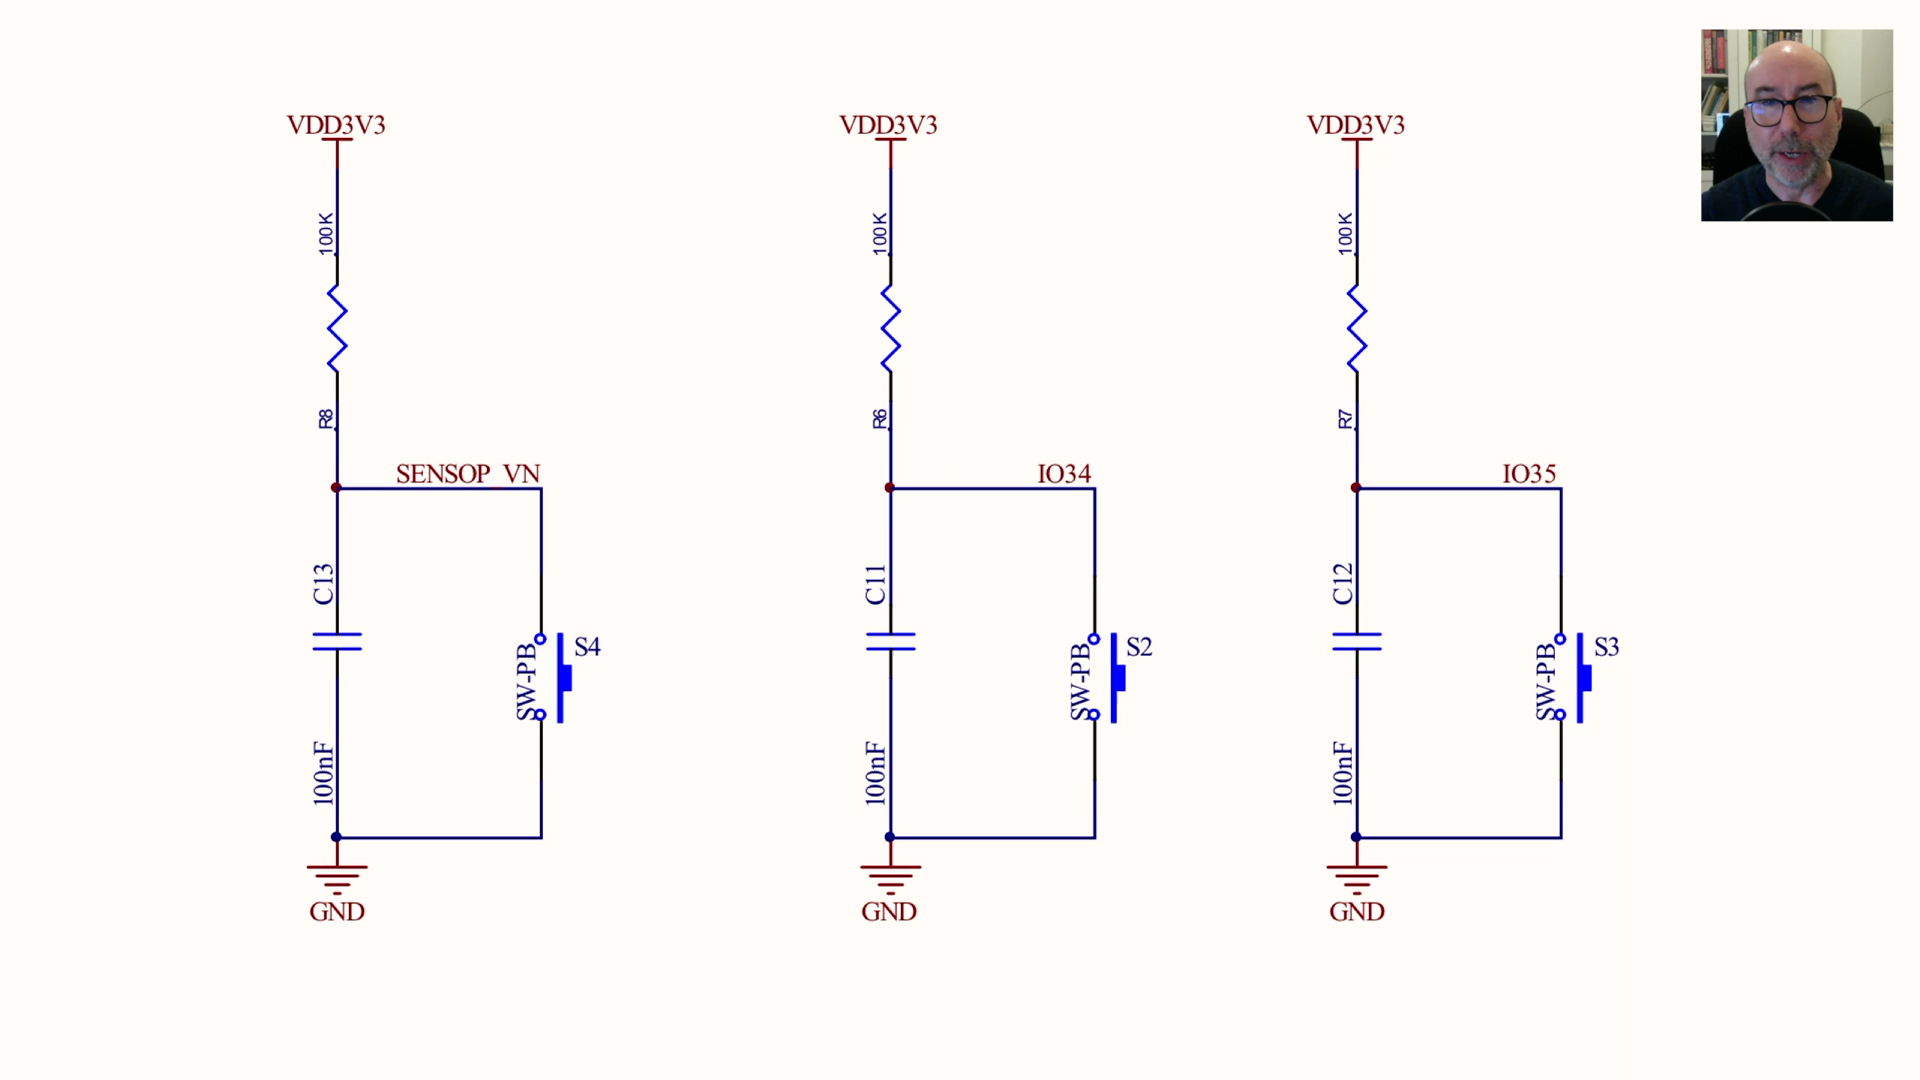 VDD3V3
VDD3V3
VDD3V3
100K
100K
100K
R8
R6
R7
SENSOP_VN
IO34
IO35
C13
C11
C12
SW-PB
S4
SW-PB
S2
SW-PB
S3
100nF
100nF
100nF
GND
GND
GND